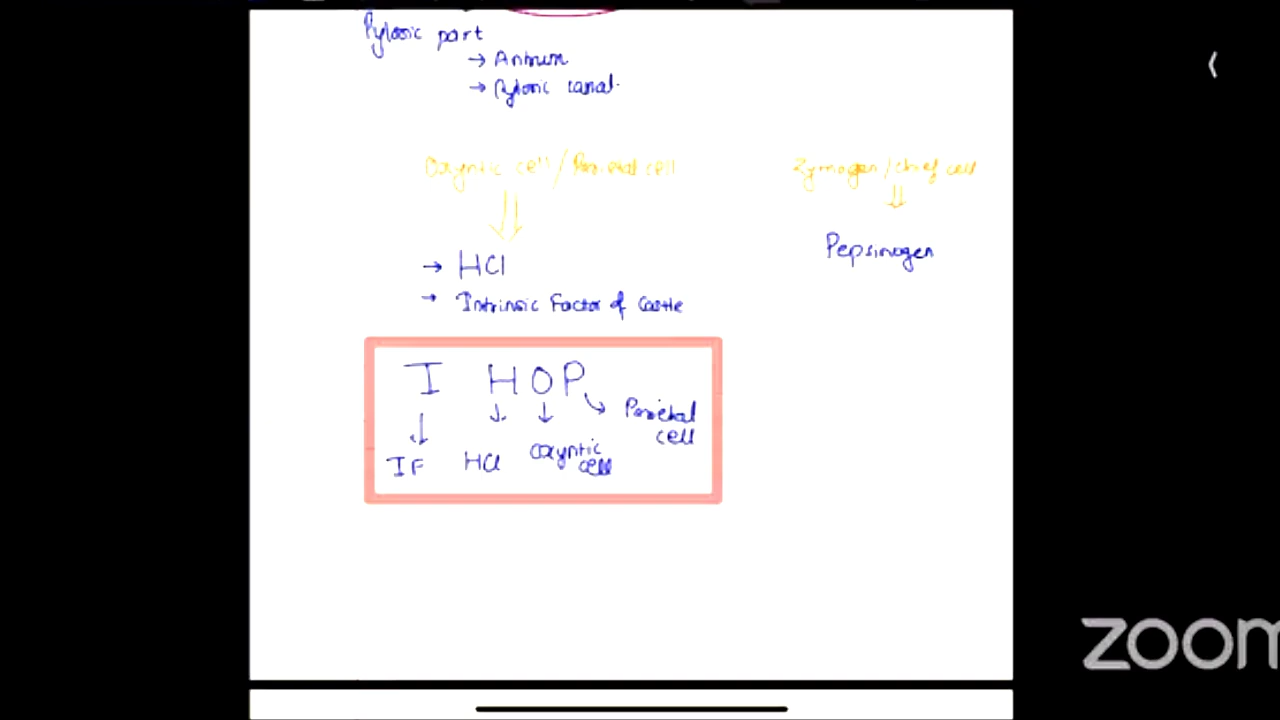 Pyloric part
→ Antrum
→ Pyloric canal.
Oxyntic cell / Parietal cell
Zymogen / chief cell
Pepsinogen
→ HCl
→ Intrinsic Factor of Castle
I H O P
Parietal cell
IF HCl Oxyntic cell
zoom